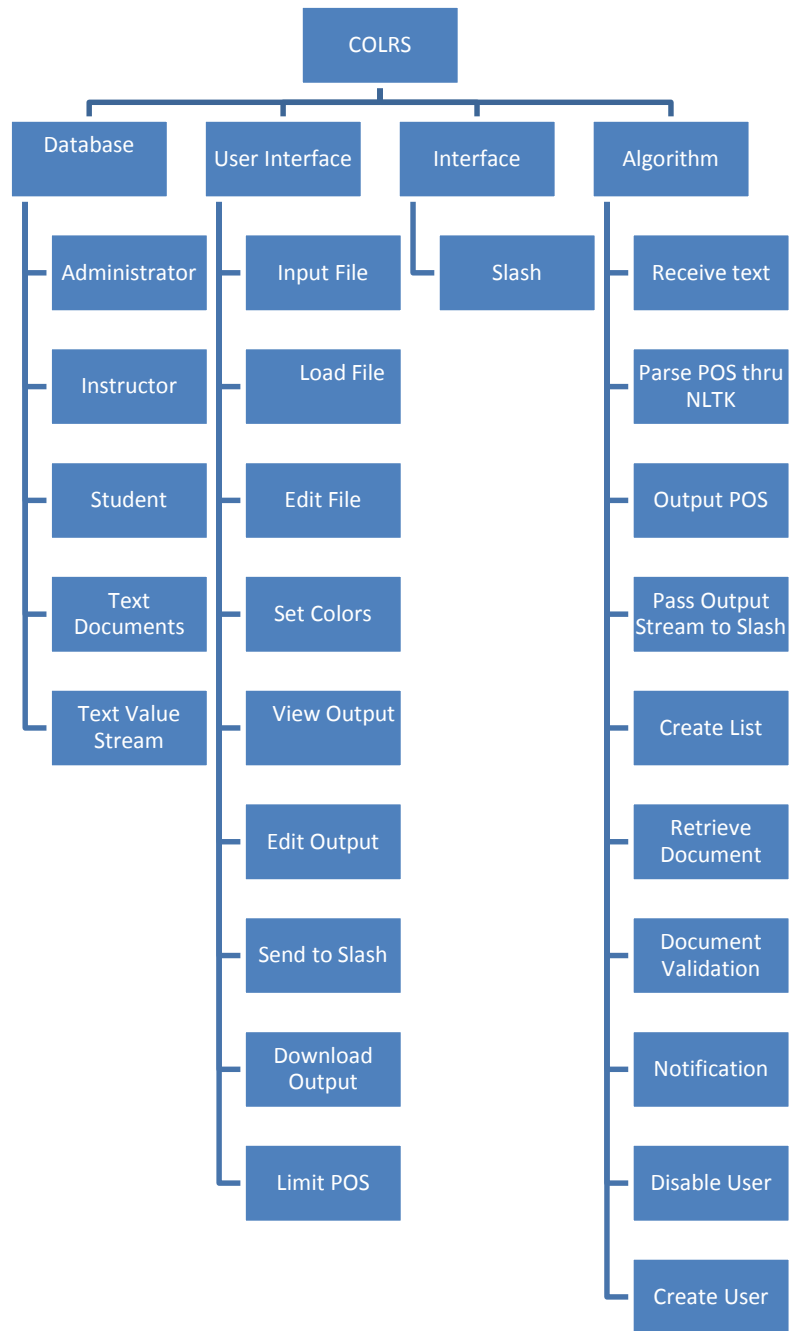 COLRS
Database
User Interface
Interface
Algorithm
Administrator
Instructor
Student
Text
Documents
Text Value
Stream
Input File
Load File
Edit File
Set Colors
View Output
Edit Output
Send to Slash
Download
Output
Limit POS
Slash
Receive text
Parse POS thru
NLTK
Output POS
Pass Output
Stream to Slash
Create List
Retrieve
Document
Document
Validation
Notification
Disable User
Create User